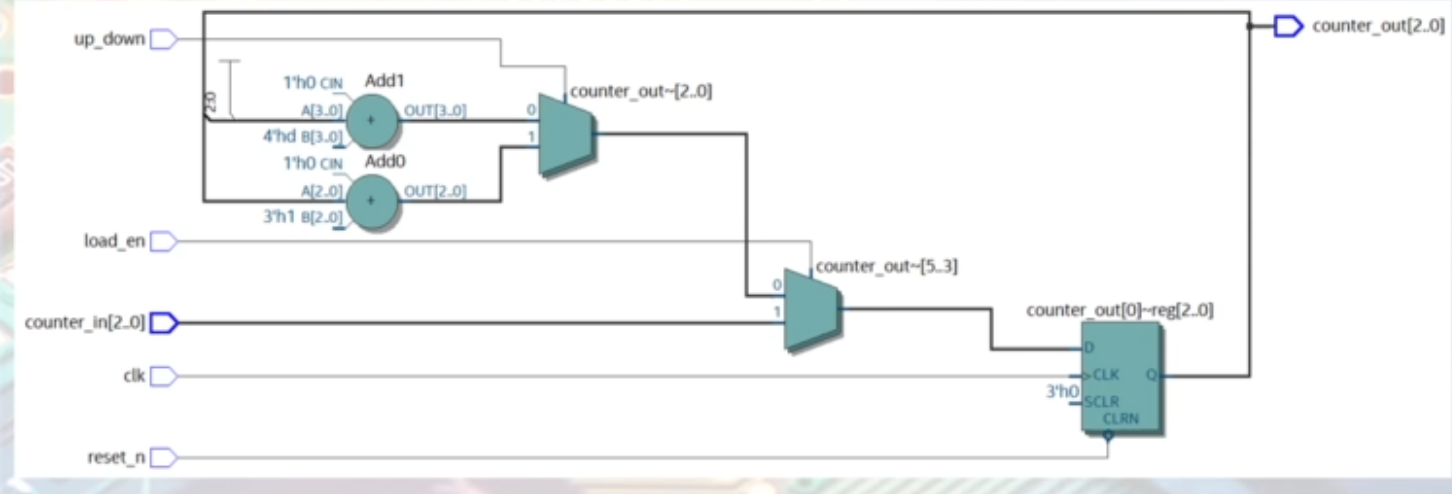 counter_out[2..0]
up_down
2:0
1'h0 CIN
Add1
A[3..0]
OUT[3..0]
4'hd B[3..0]
0
1
counter_out~[2..0]
1'h0 CIN
Add0
A[2..0]
OUT[2..0]
3'h1 B[2..0]
load_en
counter_out~[5..3]
0
1
counter_in[2..0]
counter_out[0]~reg[2..0]
D
clk
CLK
Q
3'h0
SCLR
CLRN
reset_n